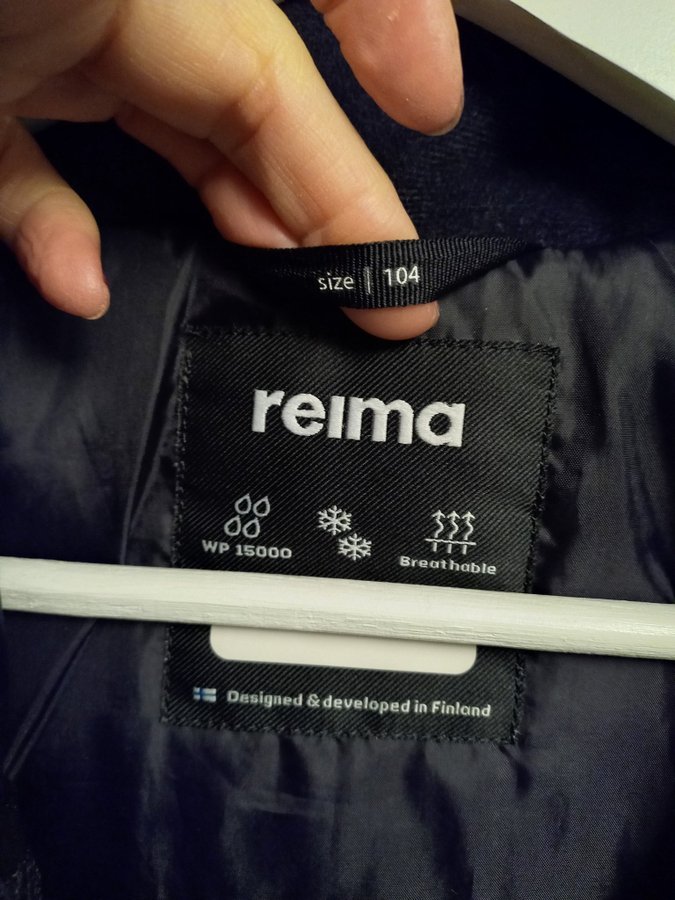 size | 104
reima
WP 15000
Breathable
Designed & developed in Finland